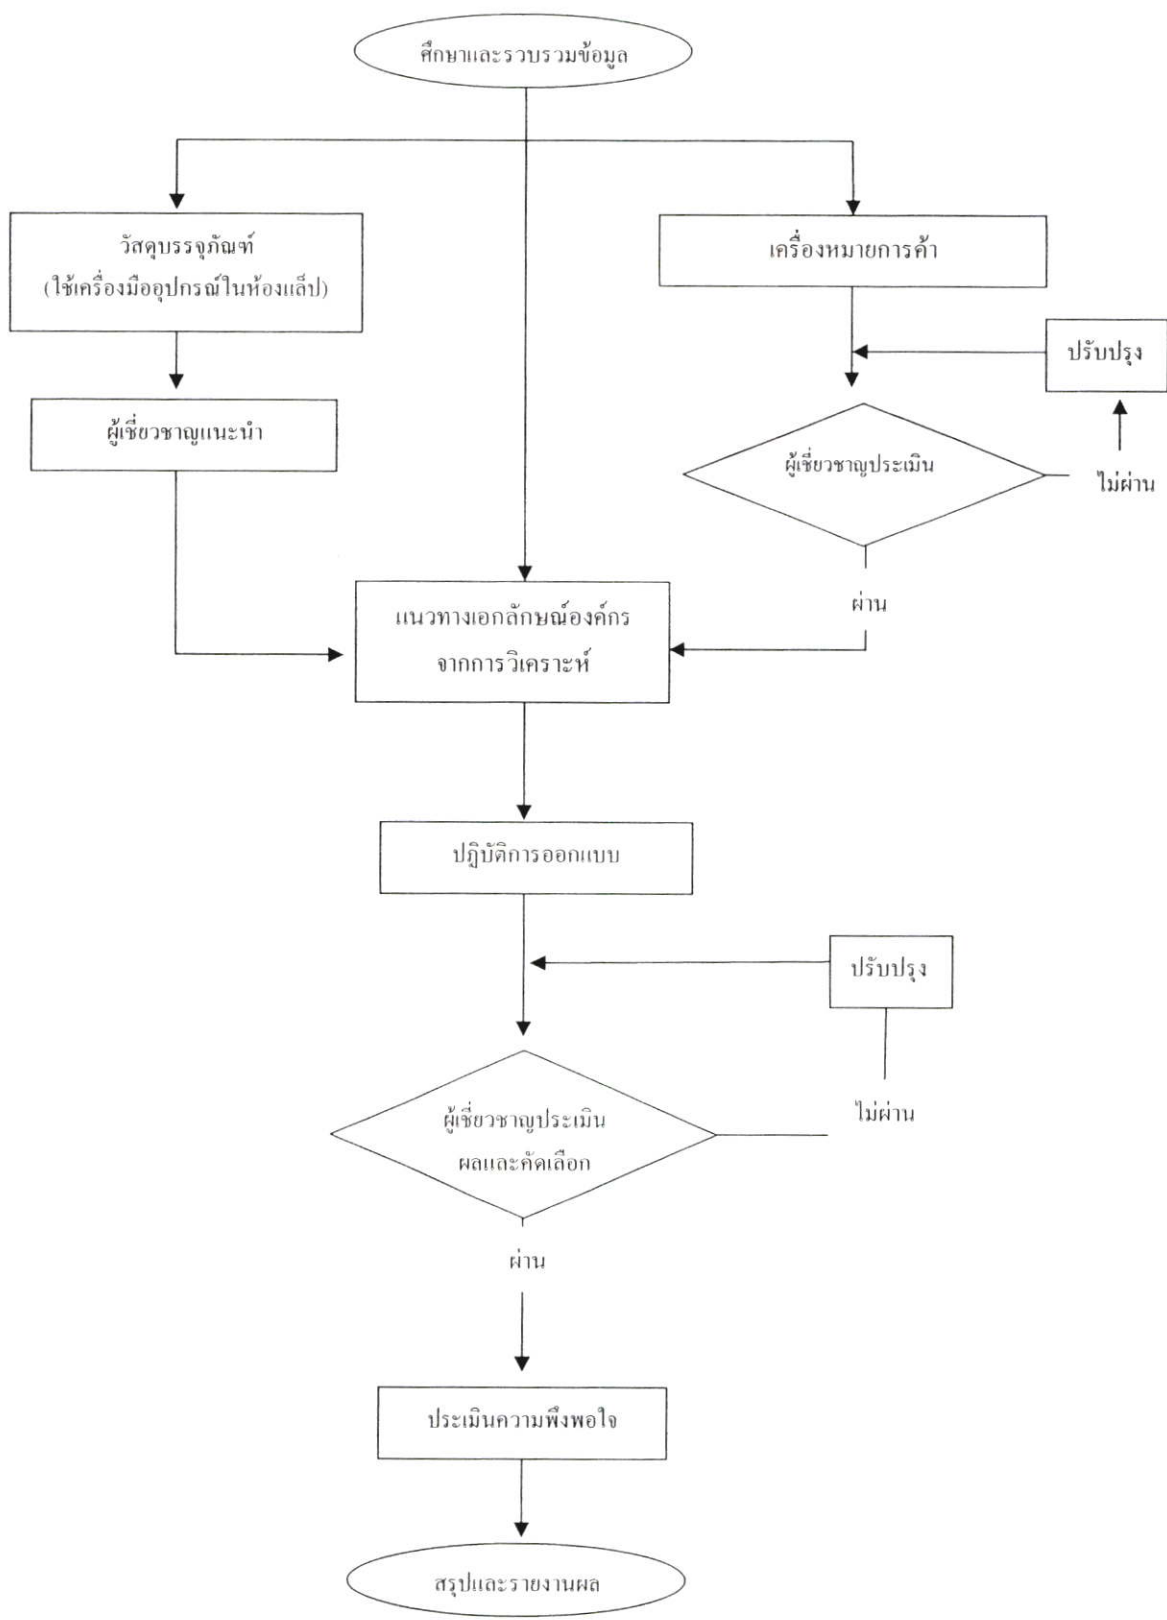 ศึกษาและรวบรวมข้อมูล
วัสดุบรรจุภัณฑ์
(ใช้เครื่องมืออุปกรณ์ในห้องแล็ป)
เครื่องหมายการค้า
ปรับปรุง
ผู้เชี่ยวชาญแนะนำ
ผู้เชี่ยวชาญประเมิน
ไม่ผ่าน
ผ่าน
แนวทางเอกลักษณ์องค์กร
จากการวิเคราะห์
ปฏิบัติการออกแบบ
ปรับปรุง
ผู้เชี่ยวชาญประเมิน
ผลและคัดเลือก
ไม่ผ่าน
ผ่าน
ประเมินความพึงพอใจ
สรุปและรายงานผล